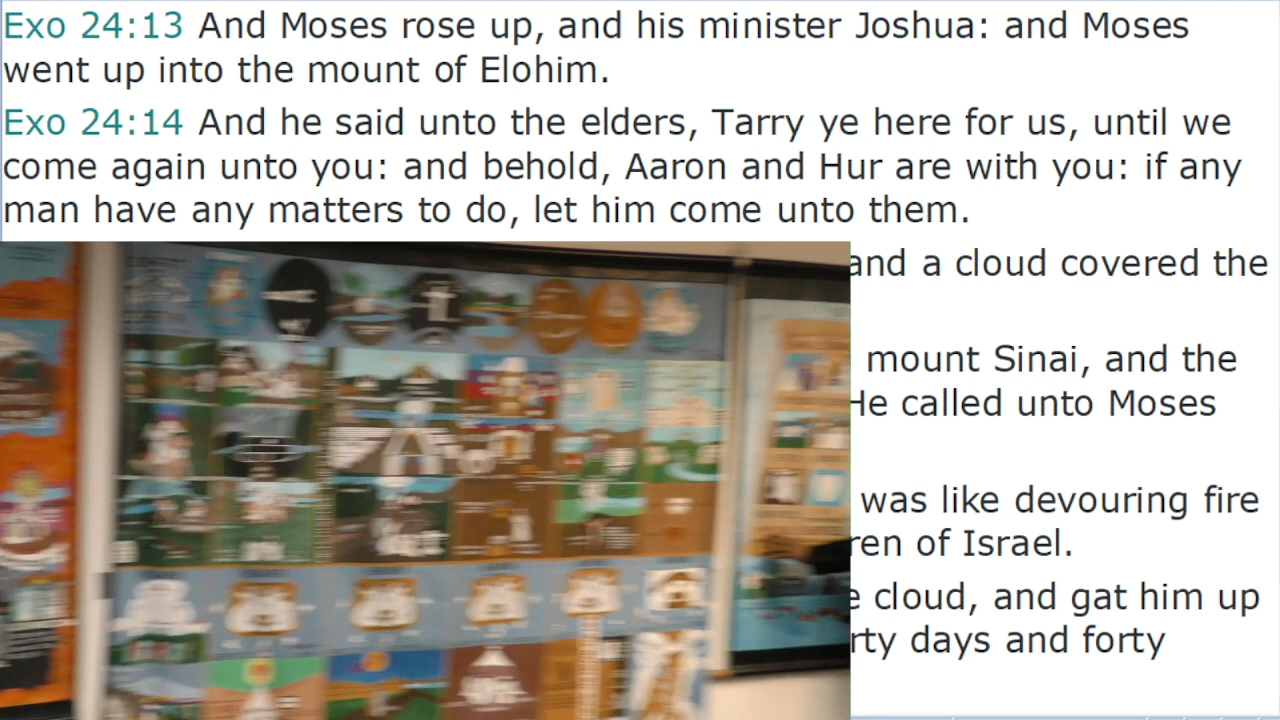 Exo 24:13 And Moses rose up, and his minister Joshua: and Moses
went up into the mount of Elohim.
Exo 24:14 And he said unto the elders, Tarry ye here for us, until we
come again unto you: and behold, Aaron and Hur are with you: if any
man have any matters to do, let him come unto them.
and a cloud covered the
mount Sinai, and the
He called unto Moses
was like devouring fire
ren of Israel.
cloud, and gat him up
rty days and forty